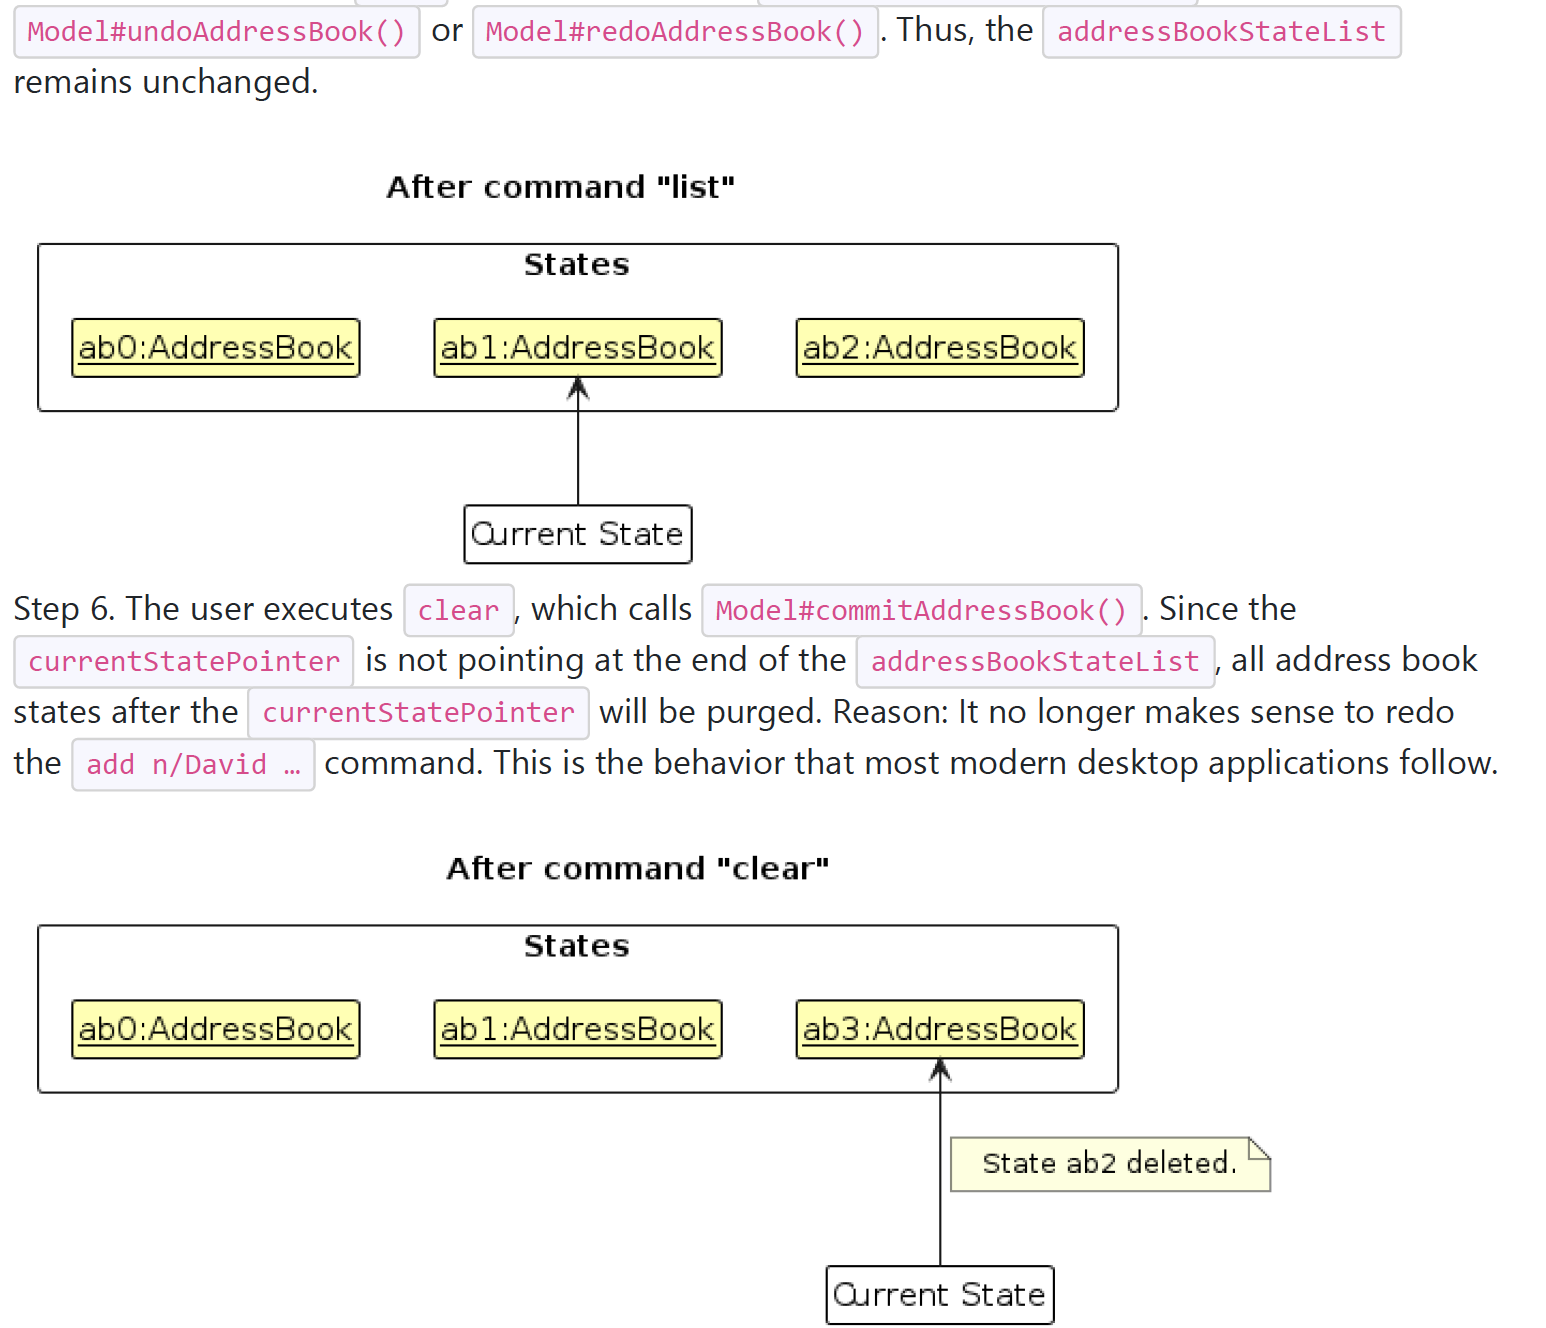 Model#undoAddressBook() or Model#redoAddressBook(). Thus, the addressBookStateList
remains unchanged.
After command "list"
States
ab0:AddressBook ab1:AddressBook ab2:AddressBook
Current State
Step 6. The user executes clear, which calls Model#commitAddressBook(). Since the
currentStatePointer is not pointing at the end of the addressBookStateList, all address book
states after the currentStatePointer will be purged. Reason: It no longer makes sense to redo
the add n/David … command. This is the behavior that most modern desktop applications follow.
After command "clear"
States
ab0:AddressBook ab1:AddressBook ab3:AddressBook
State ab2 deleted.
Current State